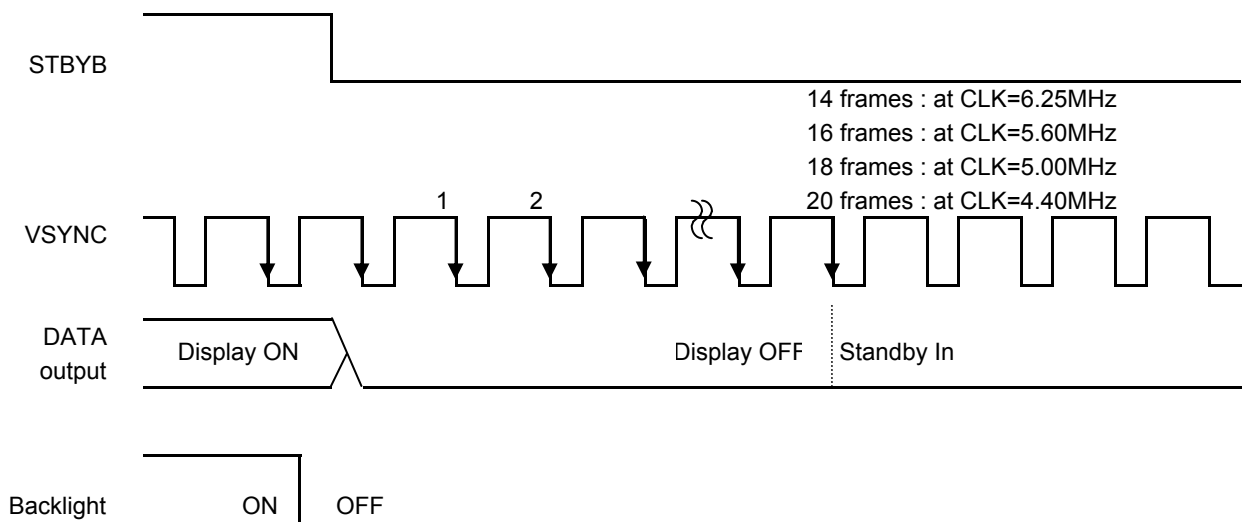 STBYB
14 frames : at CLK=6.25MHz
16 frames : at CLK=5.60MHz
18 frames : at CLK=5.00MHz
20 frames : at CLK=4.40MHz
1 2
VSYNC
DATA
output
Display ON Display OFF Standby In
Backlight ON OFF